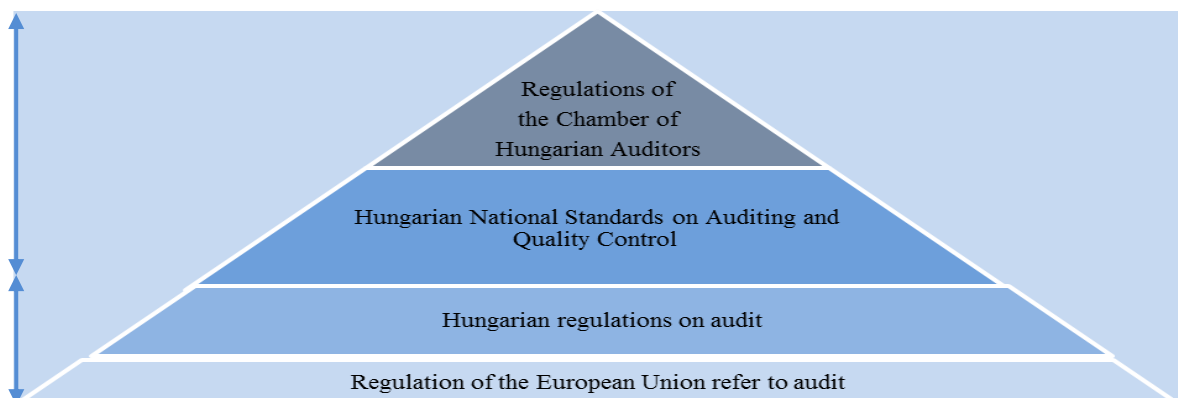 Regulations of
the Chamber of
Hungarian Auditors
Hungarian National Standards on Auditing and
Quality Control
Hungarian regulations on audit
Regulation of the European Union refer to audit